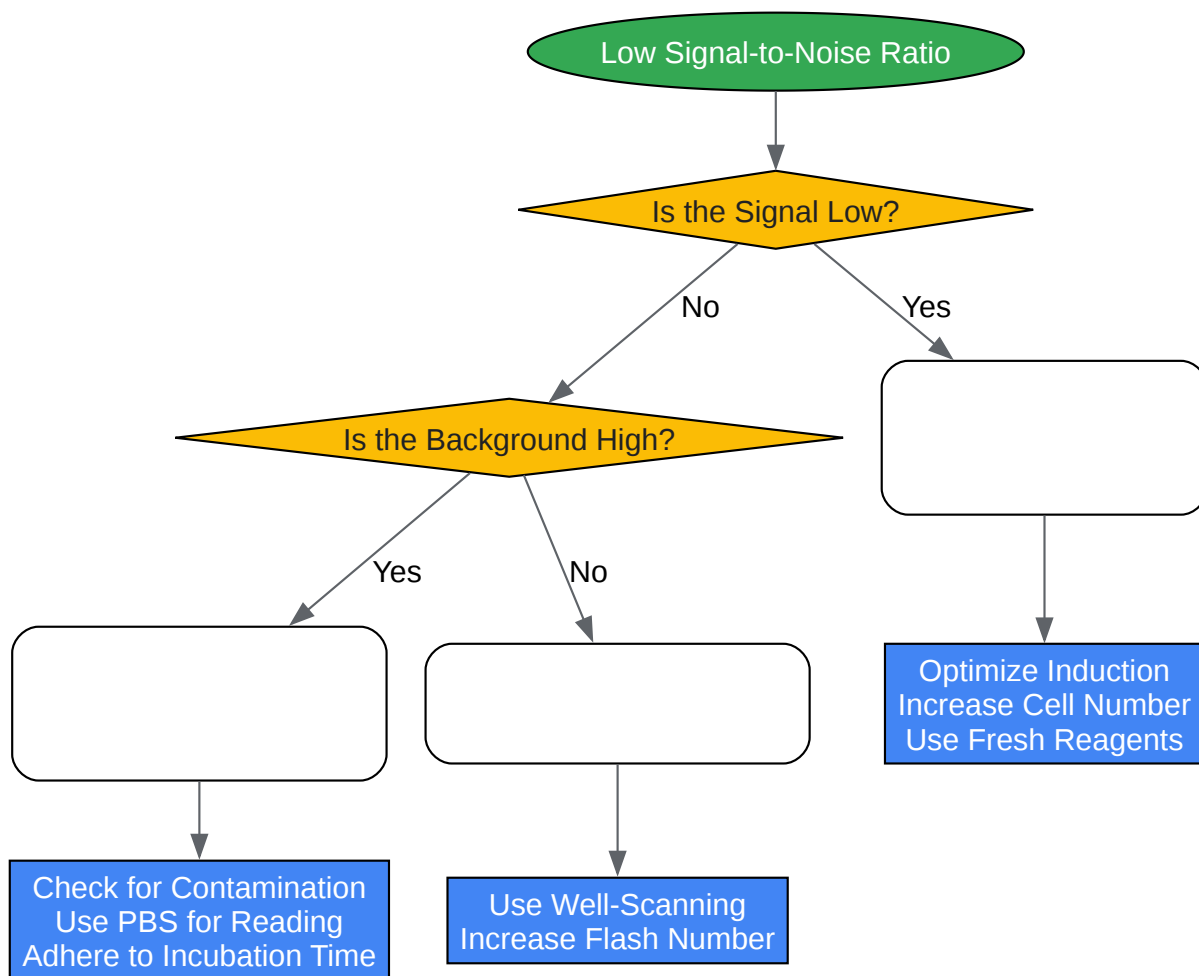 Low Signal-to-Noise Ratio
Is the Signal Low?
No
Yes
Is the Background High?
Yes
No
Optimize Induction
Increase Cell Number
Use Fresh Reagents
Check for Contamination
Use PBS for Reading
Adhere to Incubation Time
Use Well-Scanning
Increase Flash Number